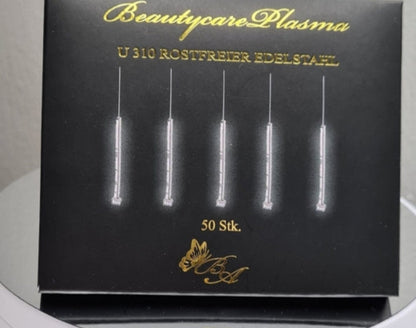 BeautycarePlasma
U 310 ROSTFREIER EDELSTAHL
50 Stk.
BA